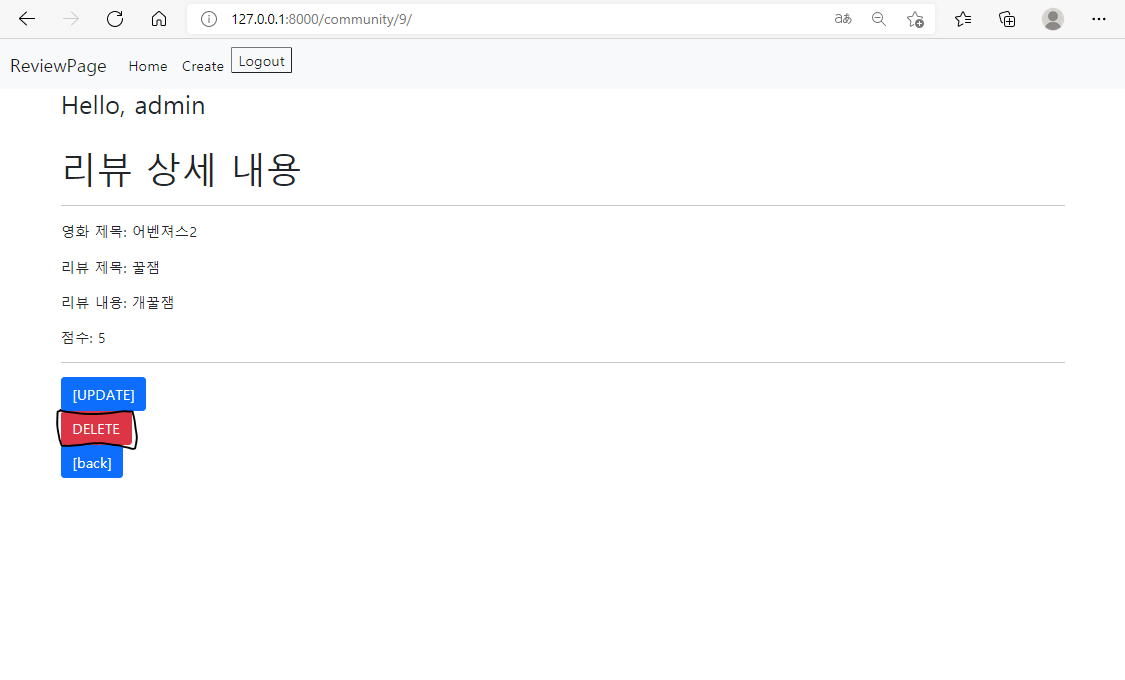 127.0.0.1:8000/community/9/ aあ
ReviewPage Home Create Logout
Hello, admin
리뷰 상세 내용
영화 제목: 어벤져스2
리뷰 제목: 꿀잼
리뷰 내용: 개꿀잼
점수: 5
[UPDATE]
DELETE
[back]